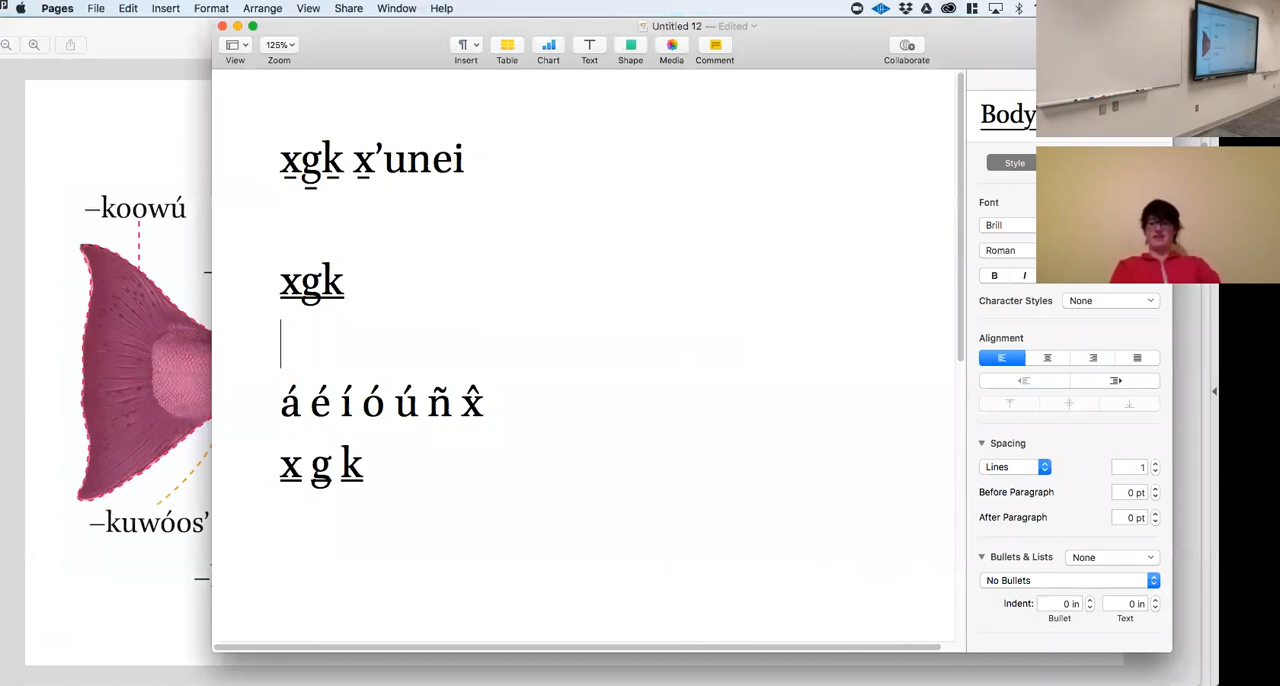 Pages File Edit Insert Format Arrange View Share Window Help
Untitled 12 — Edited
125%
View Zoom Insert Table Chart Text Shape Media Comment Collaborate
x̱g̱ḵ x̱’unei
xgk
á é í ó ú ñ x̂
x g k
–koowú
–kuwóos’
Body
Style
Font
Brill
Roman
B I
Character Styles None
Alignment
Spacing
Lines 1
Before Paragraph 0 pt
After Paragraph 0 pt
Bullets & Lists None
No Bullets
Indent: 0 in 0 in
Bullet Text